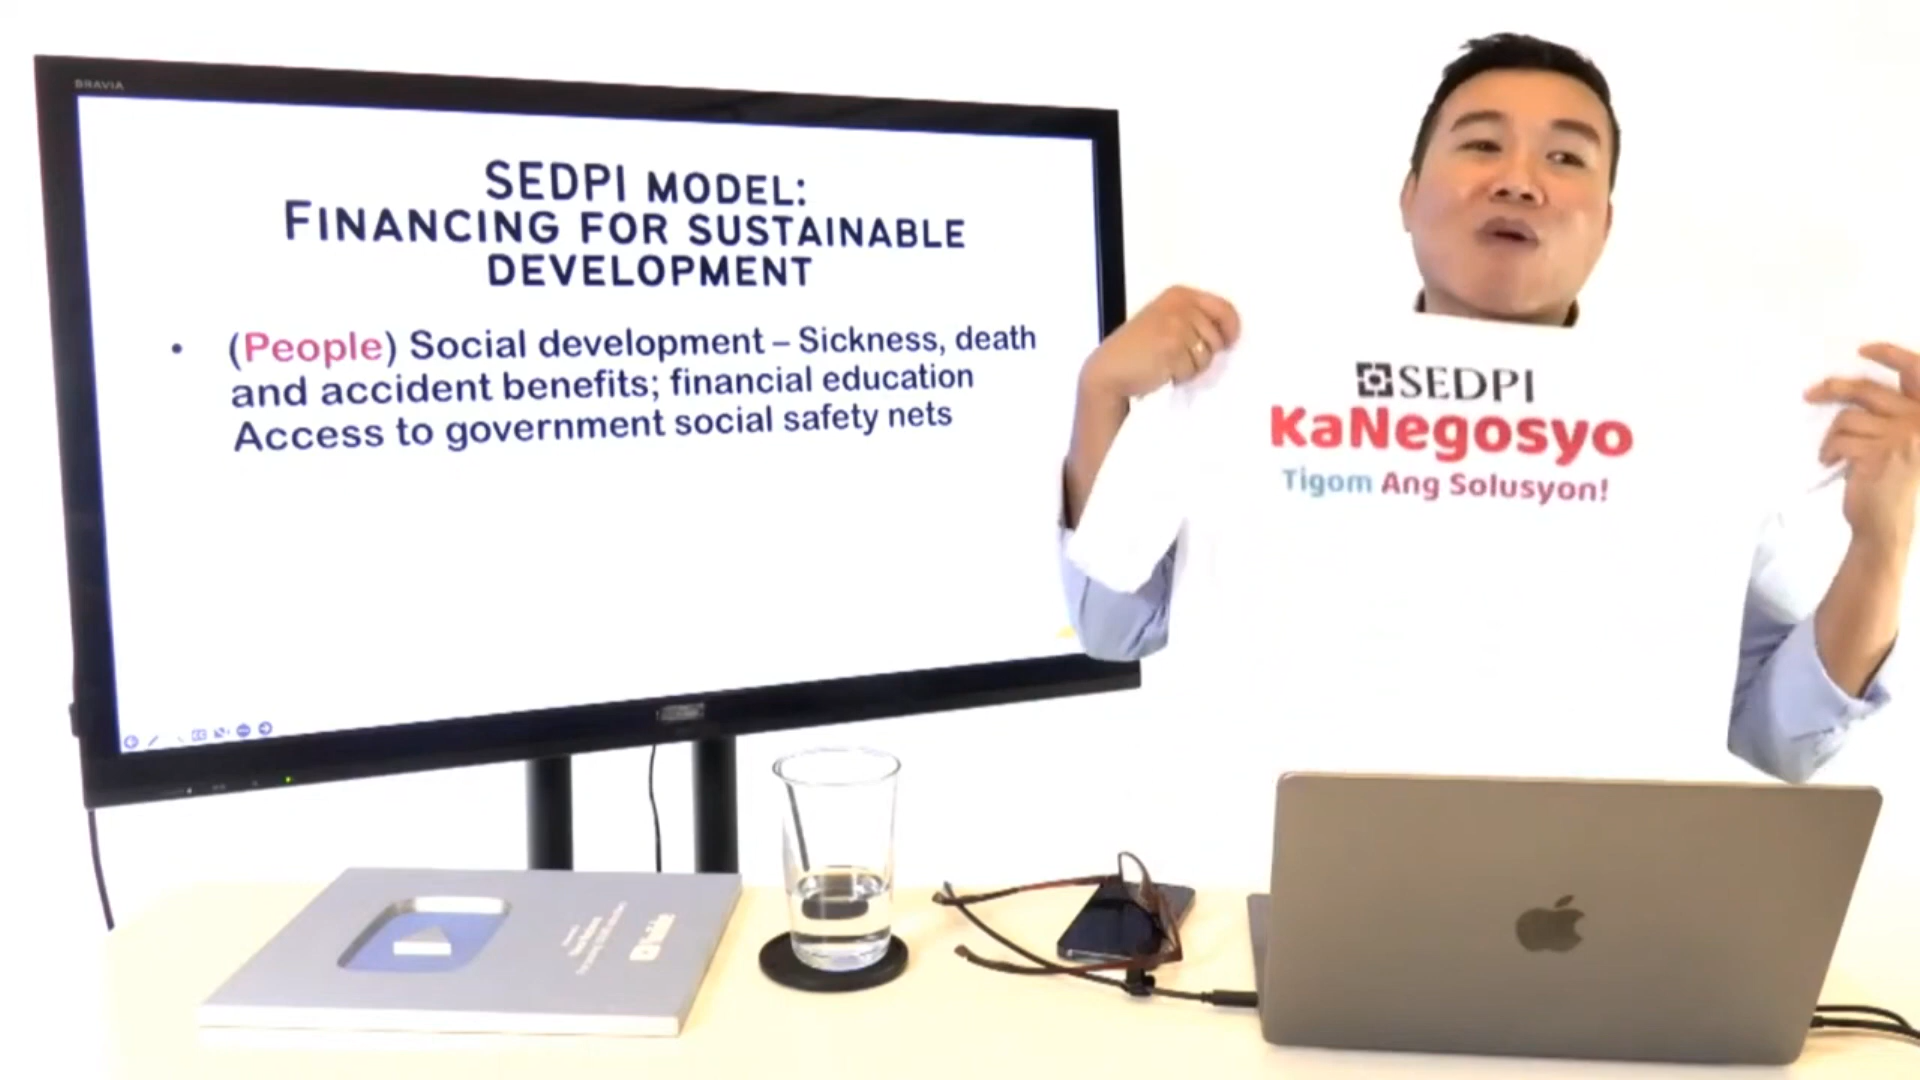 BRAVIA
SEDPI MODEL:
FINANCING FOR SUSTAINABLE
DEVELOPMENT
• (People) Social development – Sickness, death
and accident benefits; financial education
Access to government social safety nets
SEDPI
KaNegosyo
Tigom Ang Solusyon!